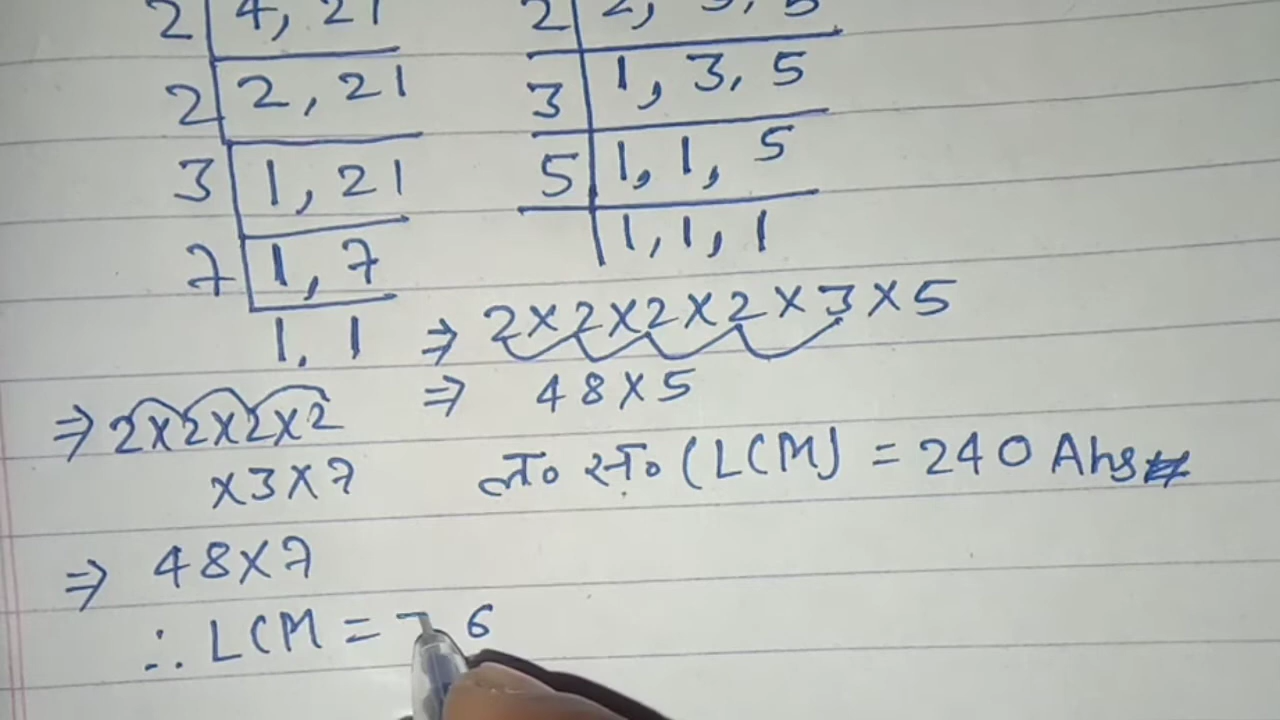 2 | 4, 21
2 | 2, 21
3 | 1, 21
7 | 1, 7
1, 1
⇒ 2×2×2×2
×3×7
⇒ 48×7
∴ LCM = 6
2 | 2, 3, 5
3 | 1, 3, 5
5 | 1, 1, 5
1, 1, 1
⇒ 2×2×2×2×3×5
⇒ 48×5
ल० स० (LCM) = 240 Ans